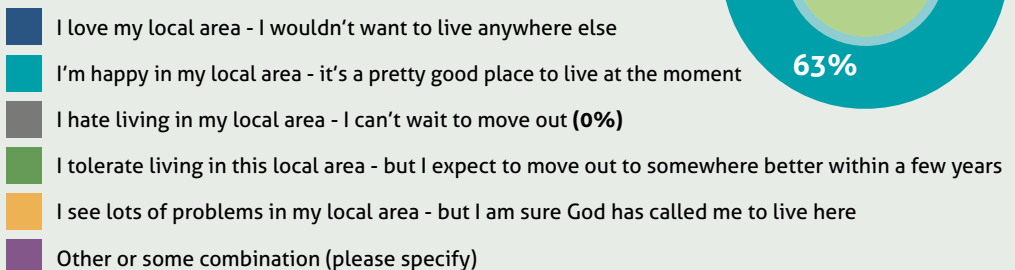 I love my local area - I wouldn't want to live anywhere else
I'm happy in my local area - it's a pretty good place to live at the moment
63%
I hate living in my local area - I can't wait to move out (0%)
I tolerate living in this local area - but I expect to move out to somewhere better within a few years
I see lots of problems in my local area - but I am sure God has called me to live here
Other or some combination (please specify)